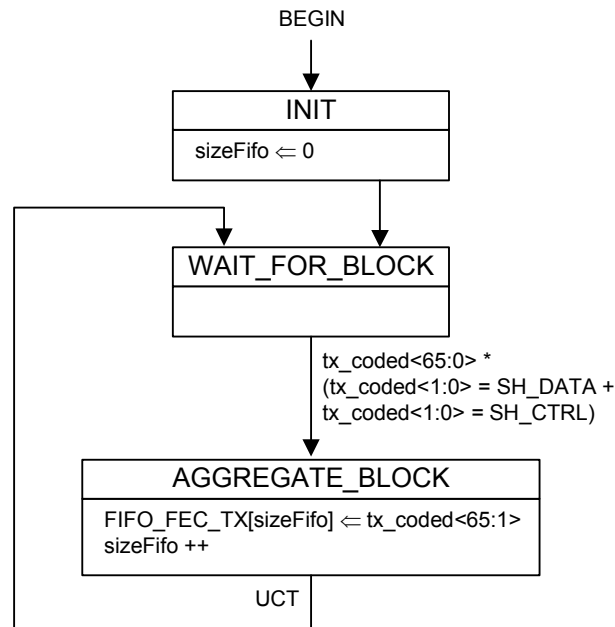 BEGIN
INIT
sizeFifo ⇐ 0
WAIT_FOR_BLOCK
tx_coded<65:0> *
(tx_coded<1:0> = SH_DATA +
tx_coded<1:0> = SH_CTRL)
AGGREGATE_BLOCK
FIFO_FEC_TX[sizeFifo] ⇐ tx_coded<65:1>
sizeFifo ++
UCT